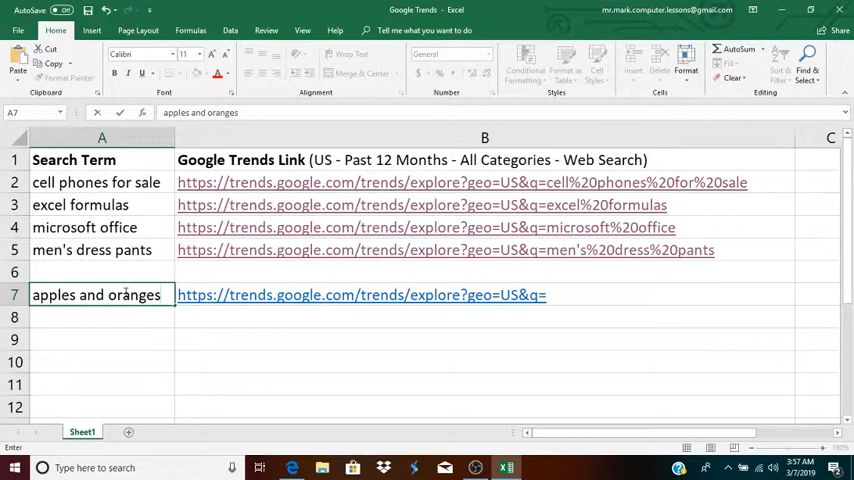 AutoSave Off
Google Trends - Excel
mr.mark.computer.lessons@gmail.com
File Home Insert Draw Page Layout Formulas Data Review View Help Tell me what you want to do Share
Cut
Copy
Format Painter
Paste
Clipboard
Calibri 11
B I U
Font
Wrap Text
Merge & Center
Alignment
General
$ % ,
Number
Conditional Formatting
Format as Table
Cell Styles
Styles
Insert Delete Format
Cells
AutoSum
Fill
Clear
Sort & Filter
Find & Select
Editing
A7 fx apples and oranges
A B C
1 Search Term Google Trends Link (US - Past 12 Months - All Categories - Web Search)
2 cell phones for sale https://trends.google.com/trends/explore?geo=US&q=cell%20phones%20for%20sale
3 excel formulas https://trends.google.com/trends/explore?geo=US&q=excel%20formulas
4 microsoft office https://trends.google.com/trends/explore?geo=US&q=microsoft%20office
5 men's dress pants https://trends.google.com/trends/explore?geo=US&q=men's%20dress%20pants
6
7 apples and oranges https://trends.google.com/trends/explore?geo=US&q=
8
9
10
11
12
Sheet1
Enter
180%
Type here to search
3:57 AM
3/7/2019
2